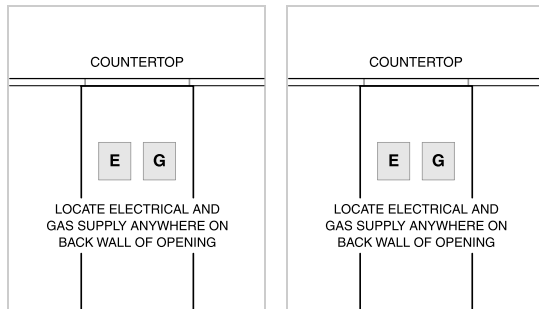 COUNTERTOP
E G
LOCATE ELECTRICAL AND
GAS SUPPLY ANYWHERE ON
BACK WALL OF OPENING
COUNTERTOP
E G
LOCATE ELECTRICAL AND
GAS SUPPLY ANYWHERE ON
BACK WALL OF OPENING